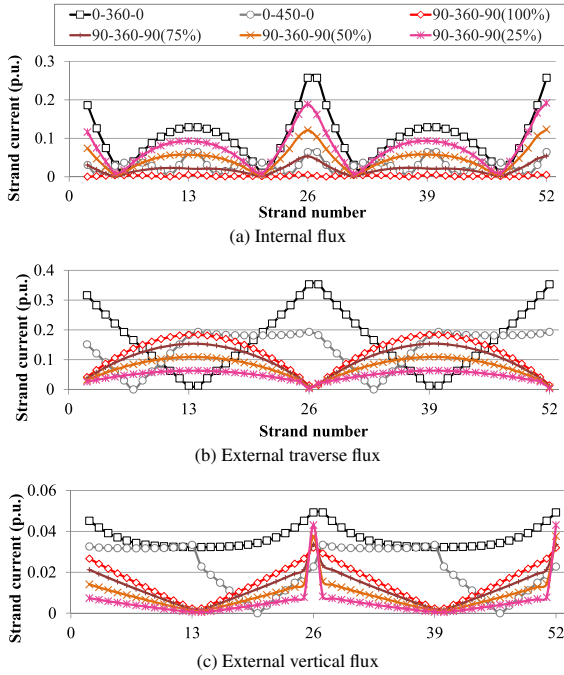 0-360-0 0-450-0 90-360-90(100%)
90-360-90(75%) 90-360-90(50%) 90-360-90(25%)
Strand current (p.u.)
0.3
0.2
0.1
0
0 13 26 39 52
Strand number
(a) Internal flux
Strand current (p.u.)
0.4
0.3
0.2
0.1
0
0 13 26 39 52
Strand number
(b) External traverse flux
Strand current (p.u.)
0.06
0.04
0.02
0
0 13 26 39 52
(c) External vertical flux